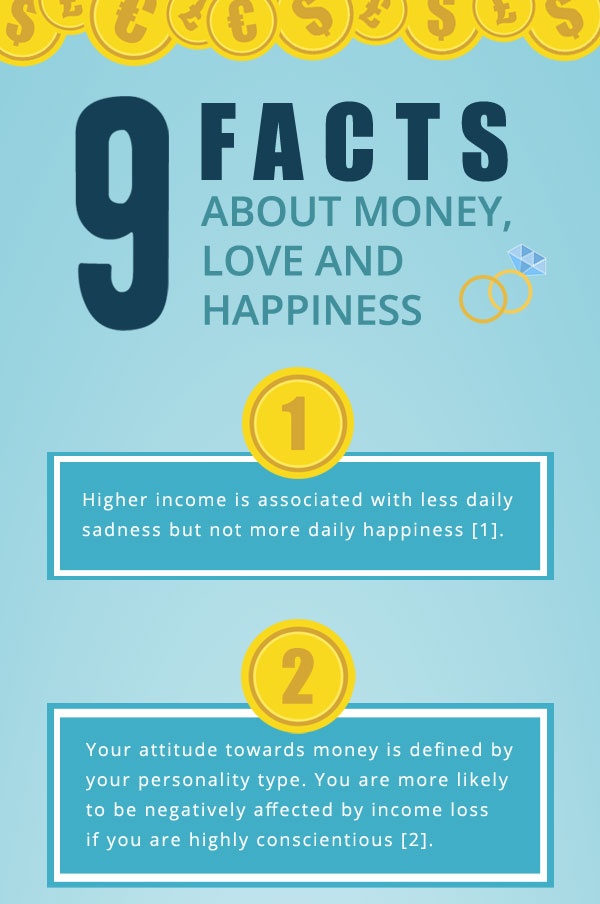 9
FACTS
ABOUT MONEY,
LOVE AND
HAPPINESS
1
Higher income is associated with less daily
sadness but not more daily happiness [1].
2
Your attitude towards money is defined by
your personality type. You are more likely
to be negatively affected by income loss
if you are highly conscientious [2].